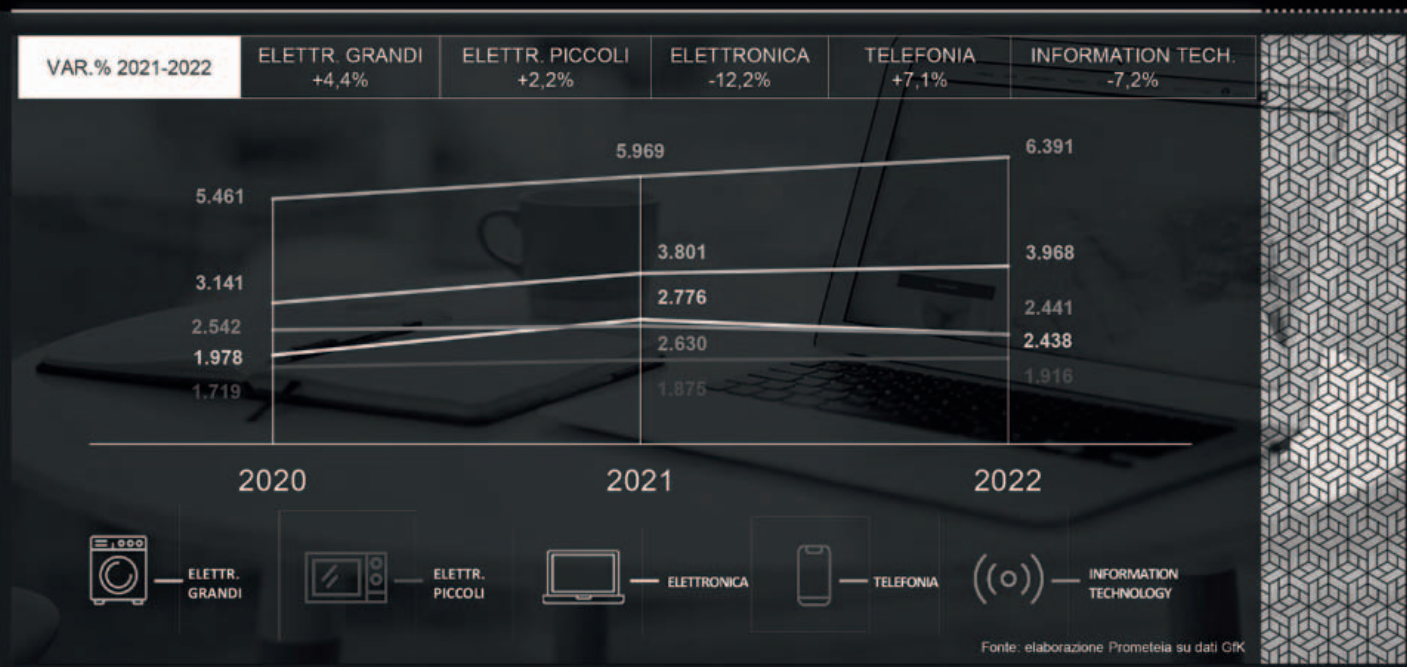 VAR.% 2021-2022
ELETTR. GRANDI
+4,4%
ELETTR. PICCOLI
+2,2%
ELETTRONICA
-12,2%
TELEFONIA
+7,1%
INFORMATION TECH.
-7,2%
5.461
5.969
6.391
3.141
3.801
3.968
2.542
2.776
2.441
1.978
2.630
2.438
1.719
1.875
1.916
2020
2021
2022
ELETTR.
GRANDI
ELETTR.
PICCOLI
ELETTRONICA
TELEFONIA
INFORMATION
TECHNOLOGY
Fonte: elaborazione Prometeia su dati GfK